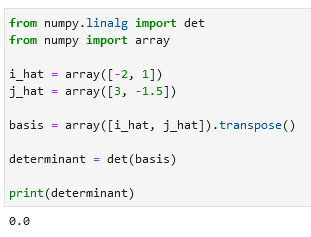 from numpy.linalg import det
from numpy import array
i_hat = array([-2, 1])
j_hat = array([3, -1.5])
basis = array([i_hat, j_hat]).transpose()
determinant = det(basis)
print(determinant)
0.0